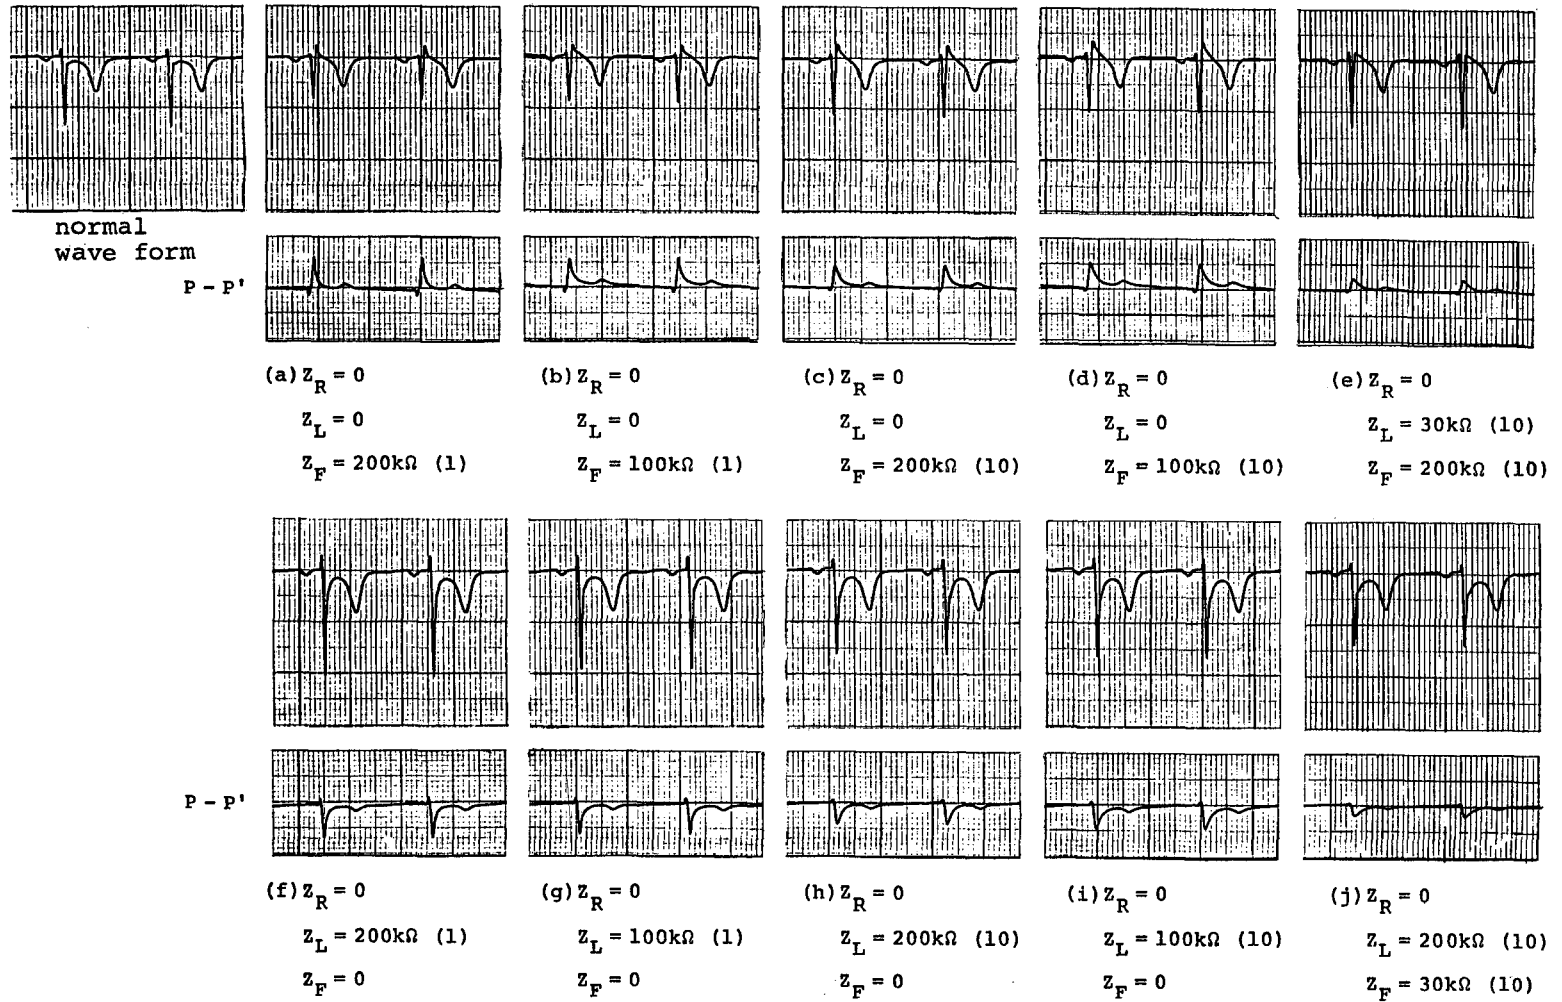 normal
wave form
P - P'
(a) Z_R = 0
Z_L = 0
Z_F = 200kΩ (1)
(b) Z_R = 0
Z_L = 0
Z_F = 100kΩ (1)
(c) Z_R = 0
Z_L = 0
Z_F = 200kΩ (10)
(d) Z_R = 0
Z_L = 0
Z_F = 100kΩ (10)
(e) Z_R = 0
Z_L = 30kΩ (10)
Z_F = 200kΩ (10)
P - P'
(f) Z_R = 0
Z_L = 200kΩ (1)
Z_F = 0
(g) Z_R = 0
Z_L = 100kΩ (1)
Z_F = 0
(h) Z_R = 0
Z_L = 200kΩ (10)
Z_F = 0
(i) Z_R = 0
Z_L = 100kΩ (10)
Z_F = 0
(j) Z_R = 0
Z_L = 200kΩ (10)
Z_F = 30kΩ (10)